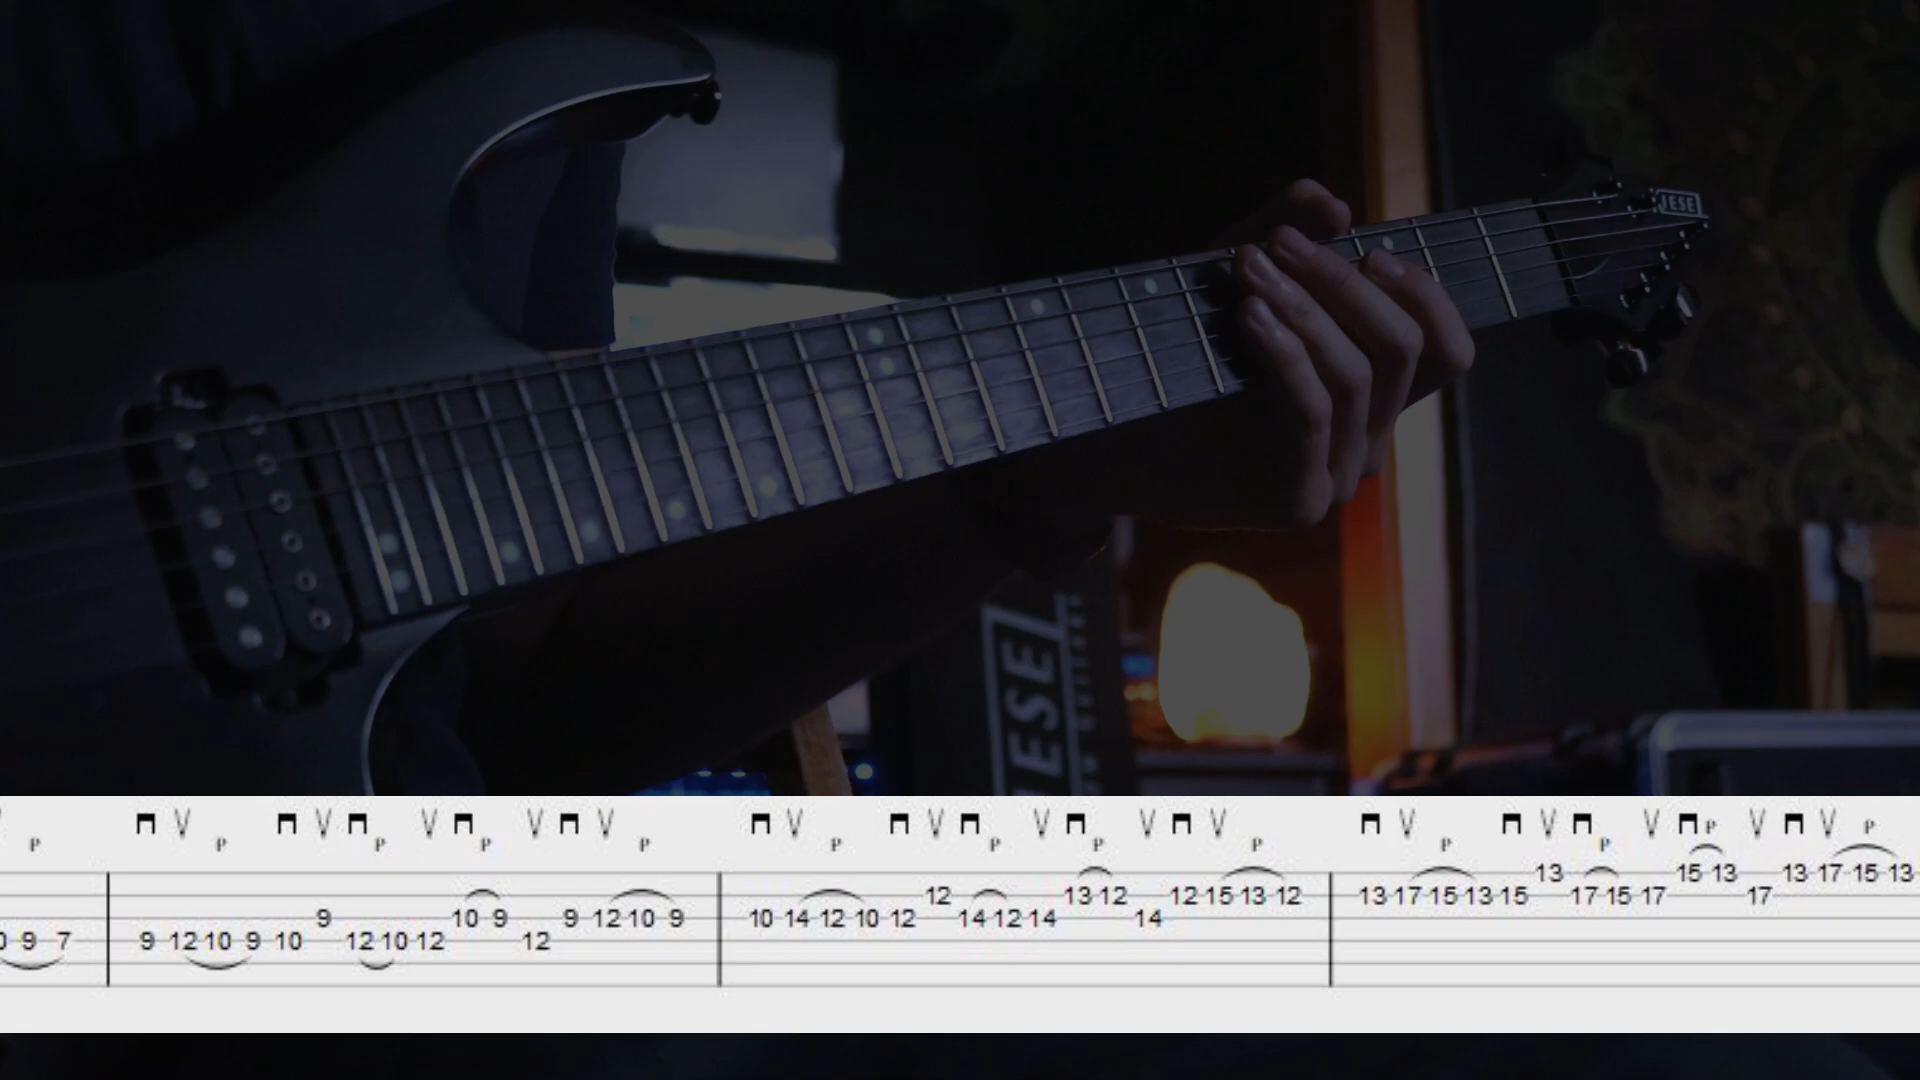 JESE
JESE
P P P P P P P P P P P P P
13 15 13 13 17 15 13
12 13 12 12 15 13 12 13 17 15 13 15 17 15 17 17
9 10 9 9 12 10 9 10 14 12 10 12 14 12 14 14
9 7 9 12 10 9 10 12 10 12 12